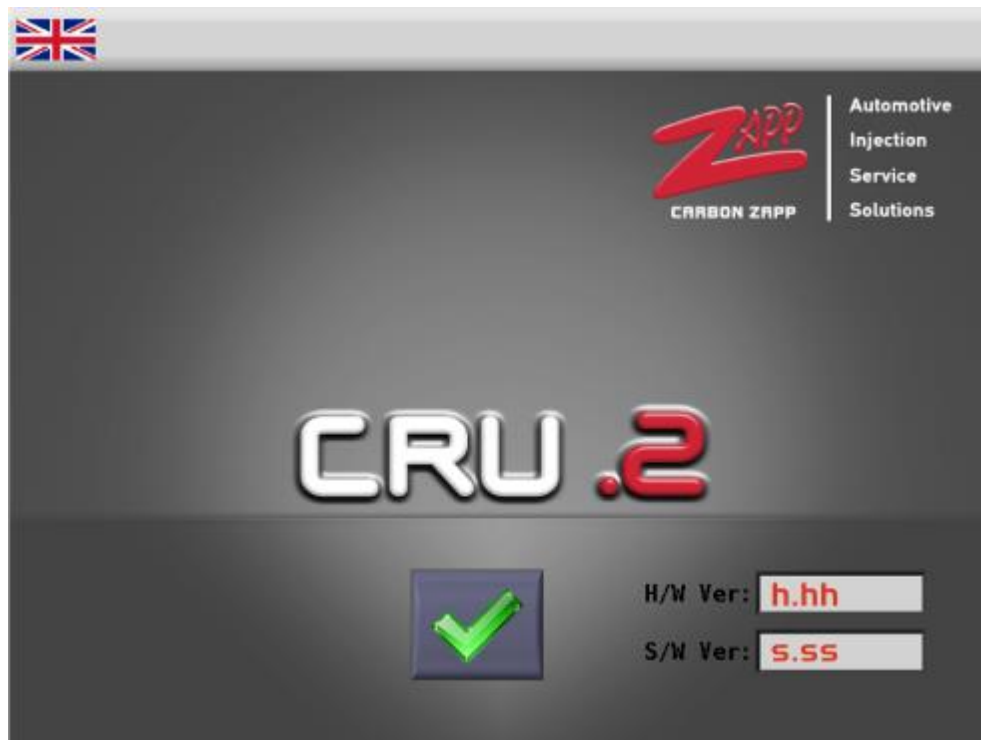 ZAPP
CARBON ZAPP
Automotive
Injection
Service
Solutions
CRU .2
H/W Ver: h.hh
S/W Ver: s.ss